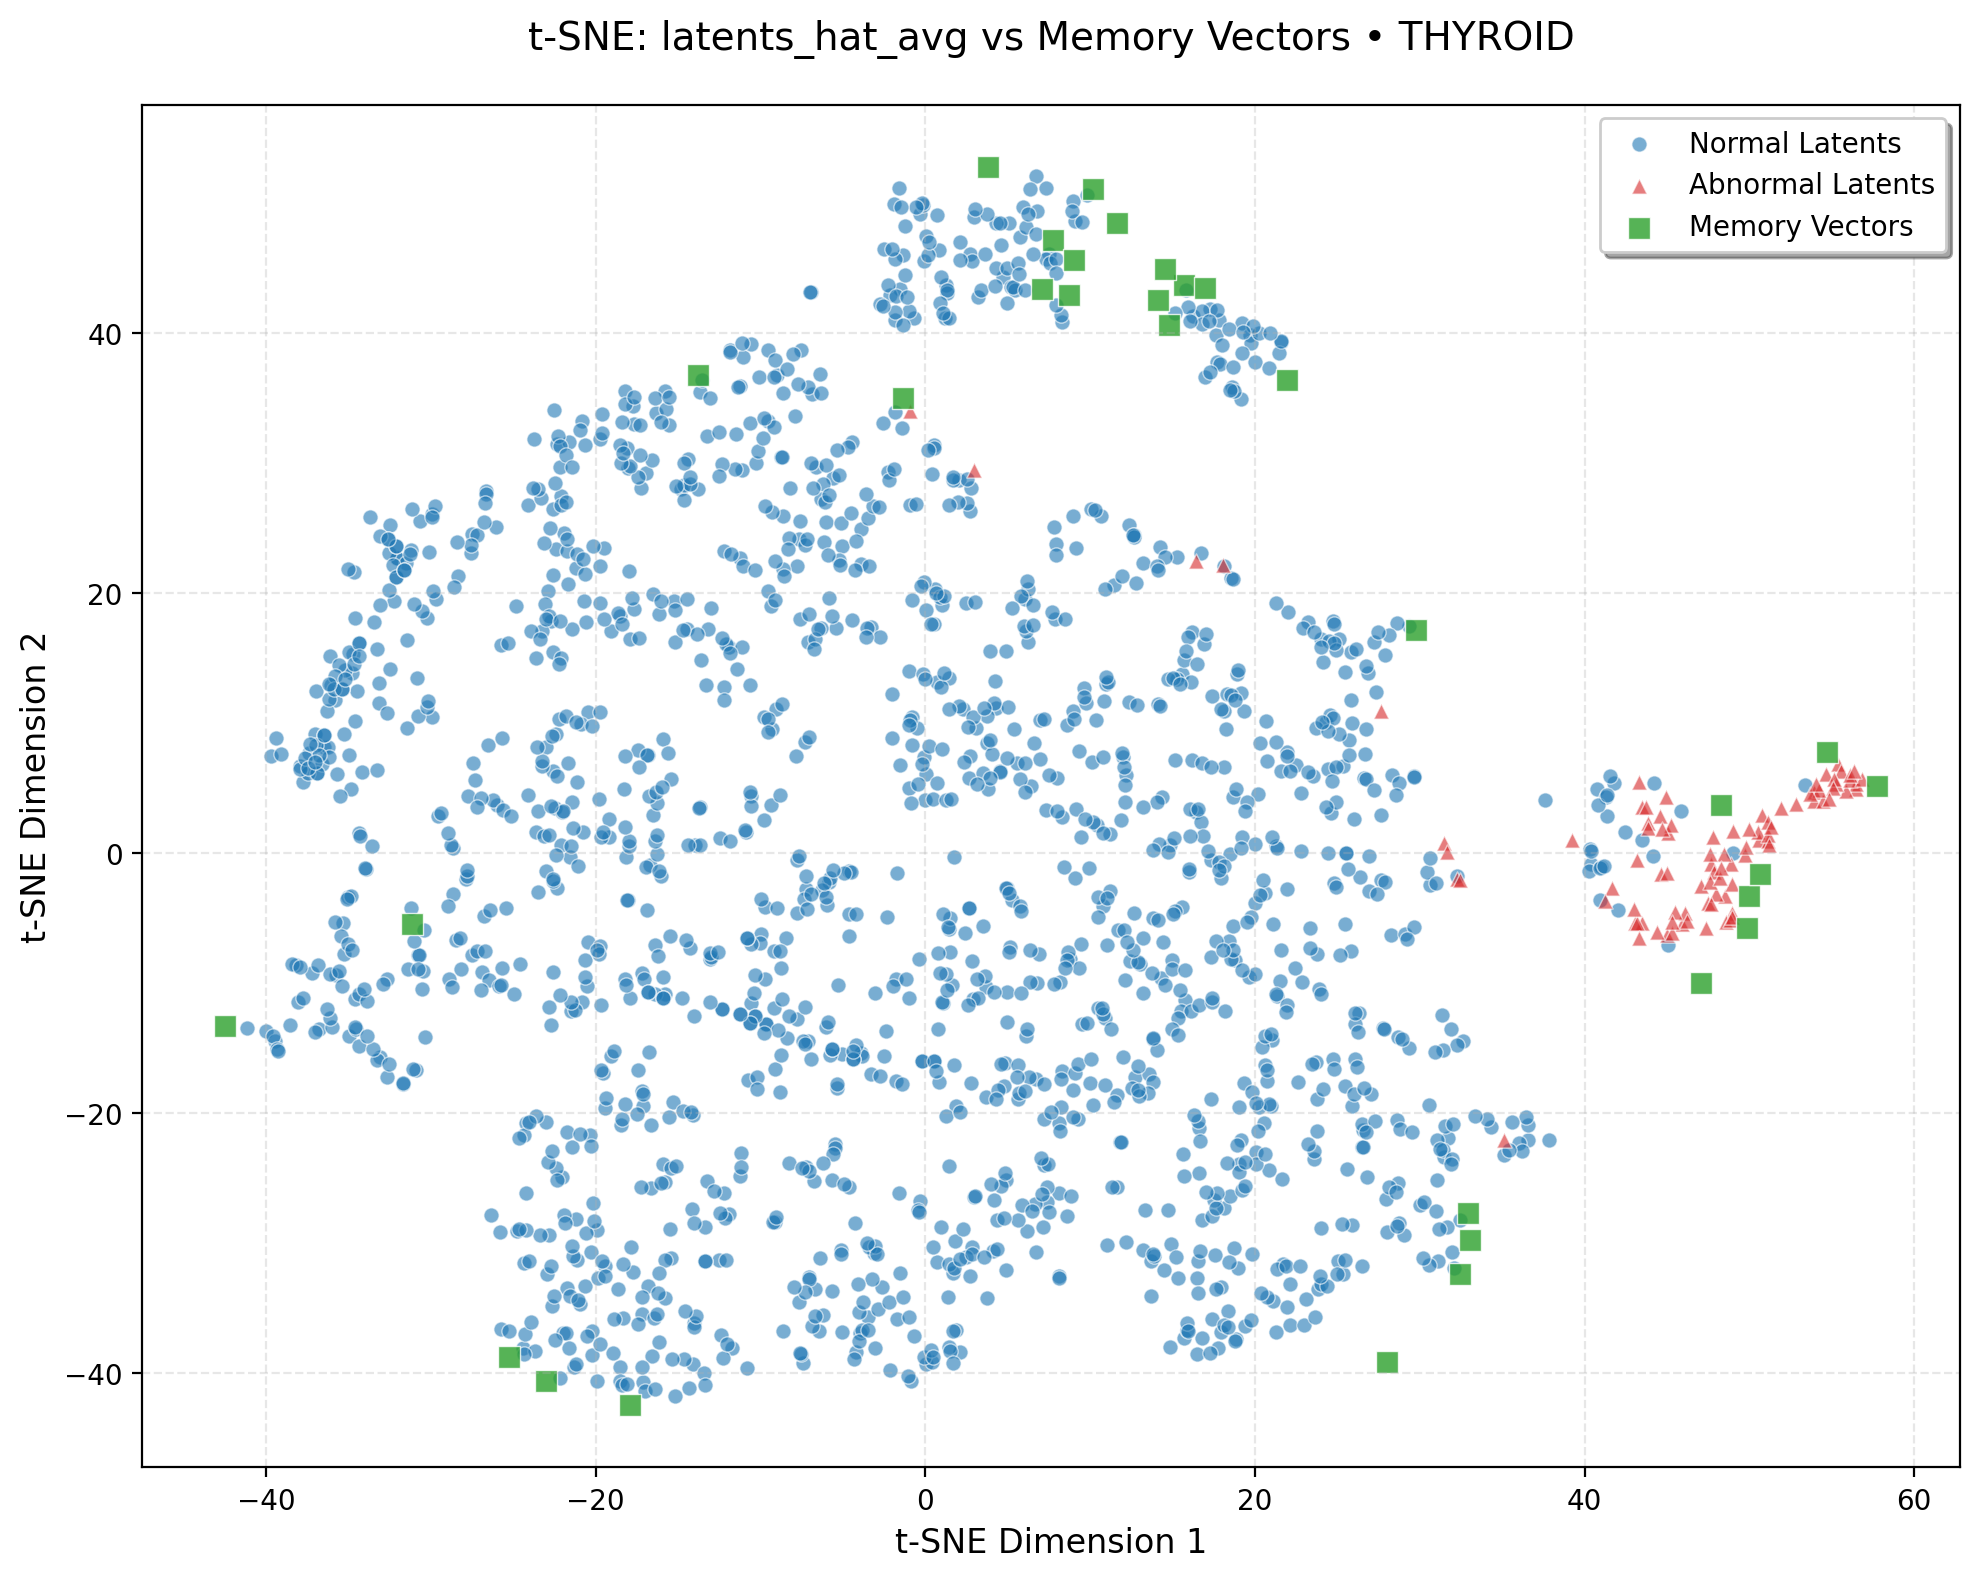 t-SNE: latents_hat_avg vs Memory Vectors • THYROID
Normal Latents
Abnormal Latents
Memory Vectors
t-SNE Dimension 2
40
20
0
−20
−40
−40
−20
0
20
40
60
t-SNE Dimension 1